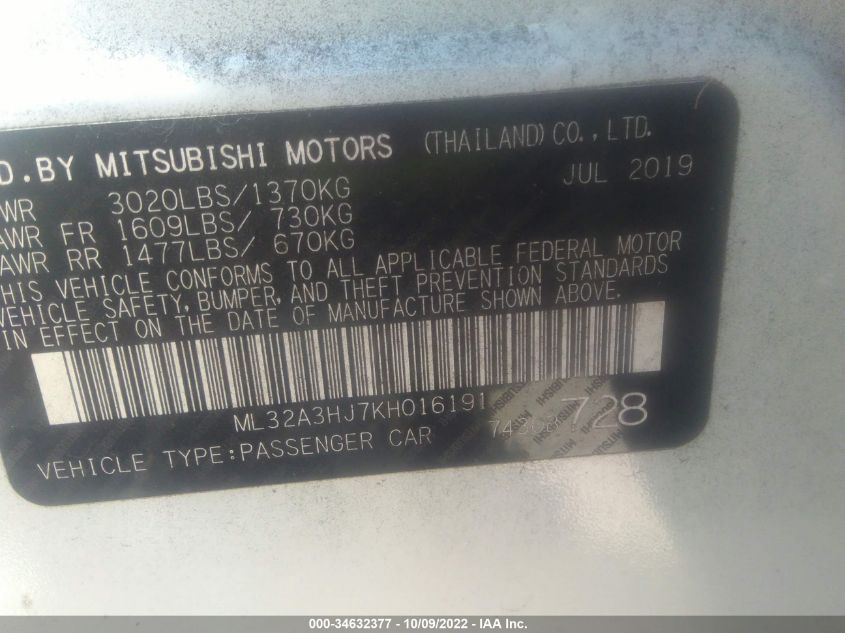 D.BY MITSUBISHI MOTORS (THAILAND) CO.,LTD.
JUL 2019
WR 3020LBS/1370KG
AWR FR 1609LBS/ 730KG
AWR RR 1477LBS/ 670KG
HIS VEHICLE CONFORMS TO ALL APPLICABLE FEDERAL MOTOR
VEHICLE SAFETY, BUMPER, AND THEFT PREVENTION STANDARDS
IN EFFECT ON THE DATE OF MANUFACTURE SHOWN ABOVE.
ML32A3HJ7KH016191
728
VEHICLE TYPE:PASSENGER CAR
000-34632377 - 10/09/2022 - IAA Inc.